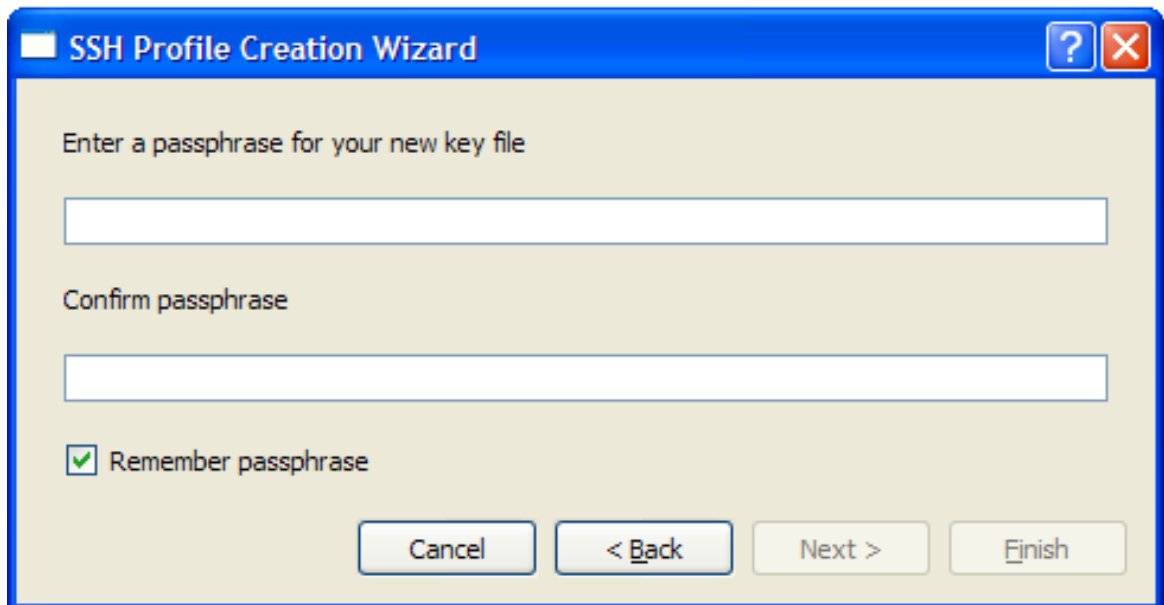 SSH Profile Creation Wizard
?
Enter a passphrase for your new key file
Confirm passphrase
Remember passphrase
Cancel < Back Next > Finish